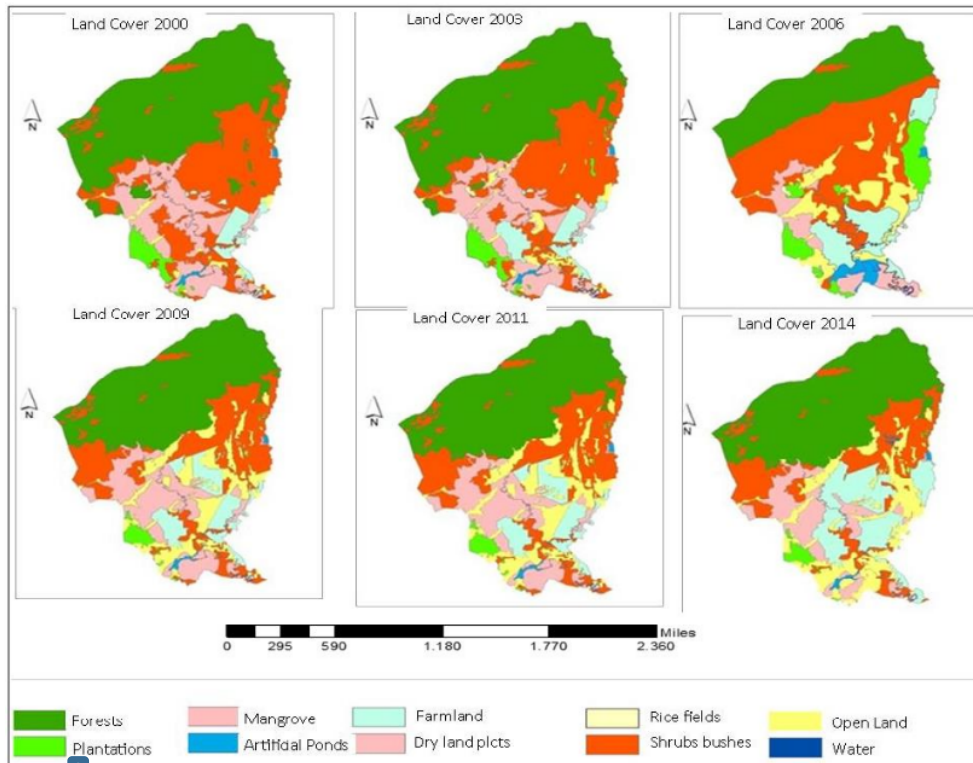 Land Cover 2000
Land Cover 2003
Land Cover 2006
N
N
N
Land Cover 2009
Land Cover 2011
Land Cover 2014
N
N
N
0 295 590 1.180 1.770 2.360 Miles
Forests
Mangrove
Farmland
Rice fields
Open Land
Plantations
Artificial Ponds
Dry land plcts
Shrubs bushes
Water